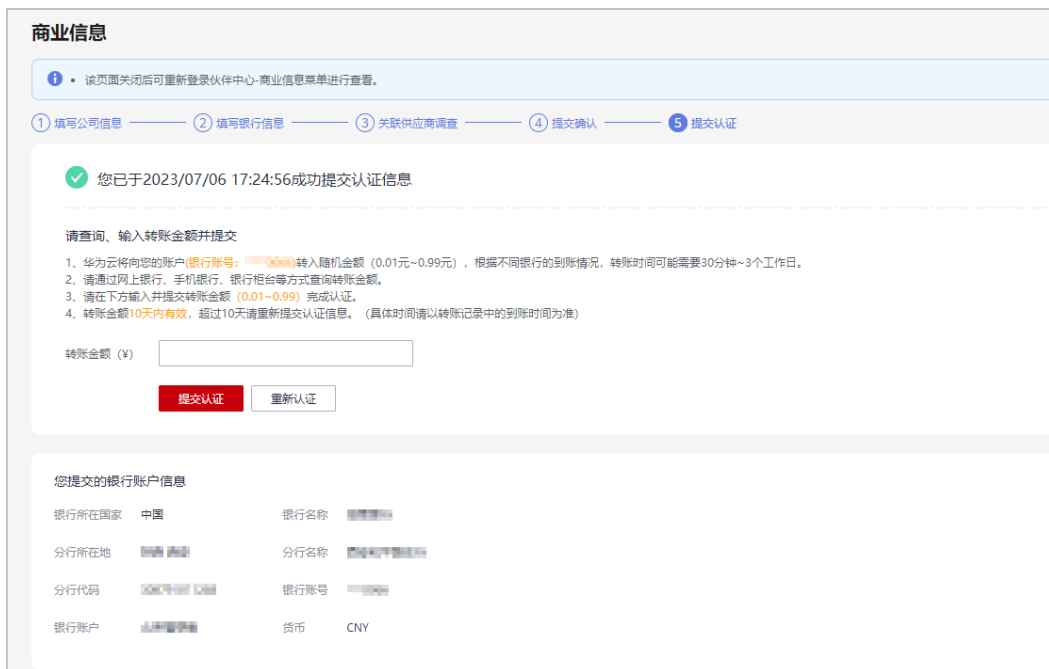 商业信息
• 该页面关闭后可重新登录伙伴中心-商业信息菜单进行查看。
1 填写公司信息 2 填写银行信息 3 关联供应商调查 4 提交确认 5 提交认证
您已于2023/07/06 17:24:56成功提交认证信息
请查询、输入转账金额并提交
1、华为云将向您的账户(银行账号: )转入随机金额（0.01元~0.99元），根据不同银行的到账情况，转账时间可能需要30分钟~3个工作日。
2、请通过网上银行、手机银行、银行柜台等方式查询转账金额。
3、请在下方输入并提交转账金额（0.01~0.99）完成认证。
4、转账金额10天内有效，超过10天请重新提交认证信息。（具体时间请以转账记录中的到账时间为准）
转账金额（¥）
提交认证 重新认证
您提交的银行账户信息
银行所在国家 中国 银行名称
分行所在地 分行名称
分行代码 银行账号
银行账户 货币 CNY